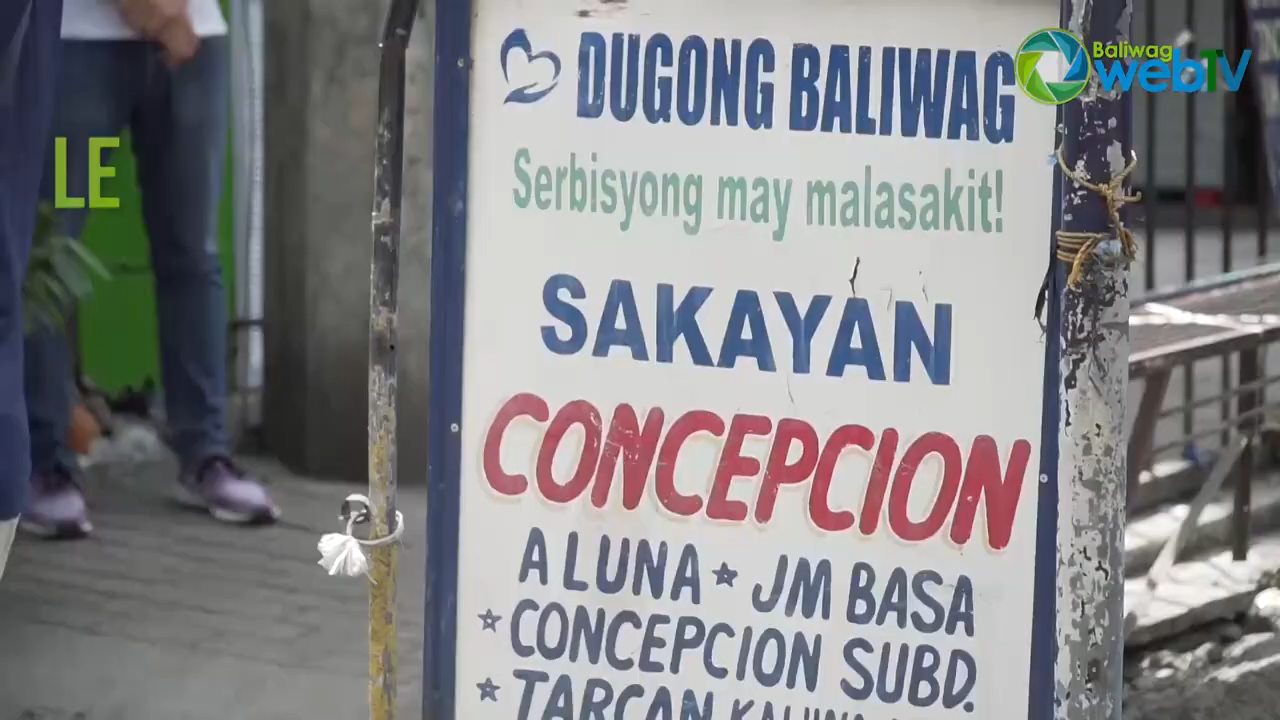 Baliwag
webTV
LE
DUGONG BALIWAG
Serbisyong may malasakit!
SAKAYAN
CONCEPCION
A LUNA ★ JM BASA
★ CONCEPCION SUBD.
★ TARCAN